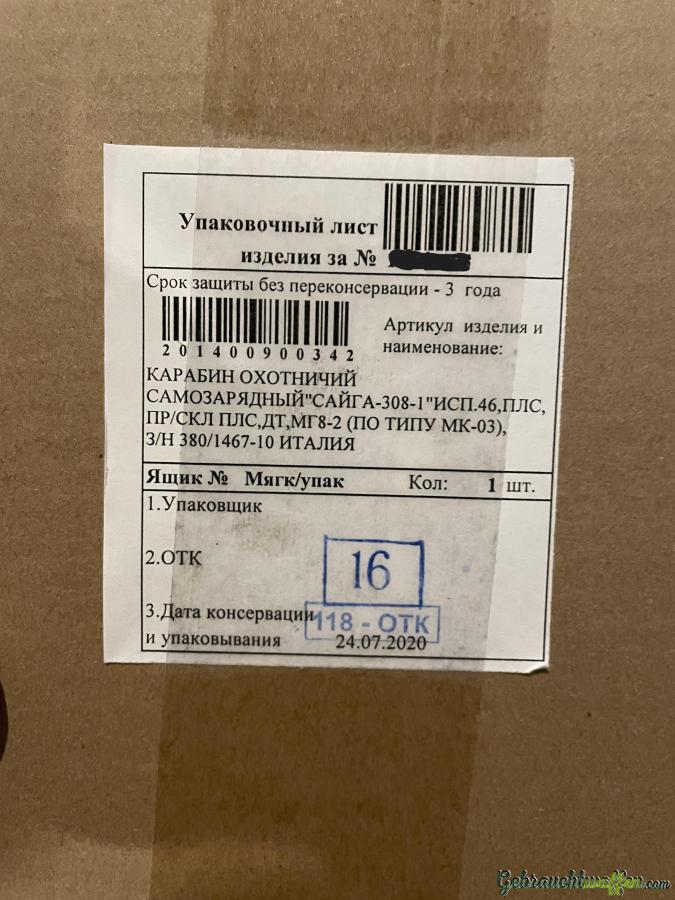 Упаковочный лист
изделия за №
Срок защиты без переконсервации - 3 года
201400900342
Артикул изделия и
наименование:
КАРАБИН ОХОТНИЧИЙ
САМОЗАРЯДНЫЙ"САЙГА-308-1"ИСП.46,ПЛС,
ПР/СКЛ ПЛС,ДТ,МГ8-2 (ПО ТИПУ МК-03),
З/Н 380/1467-10 ИТАЛИЯ
Ящик № Мягк/упак Кол: 1 шт.
1.Упаковщик
2.ОТК
16
3.Дата консервации
118 - ОТК
и упаковывания 24.07.2020
Gebrauchtwaffen.com